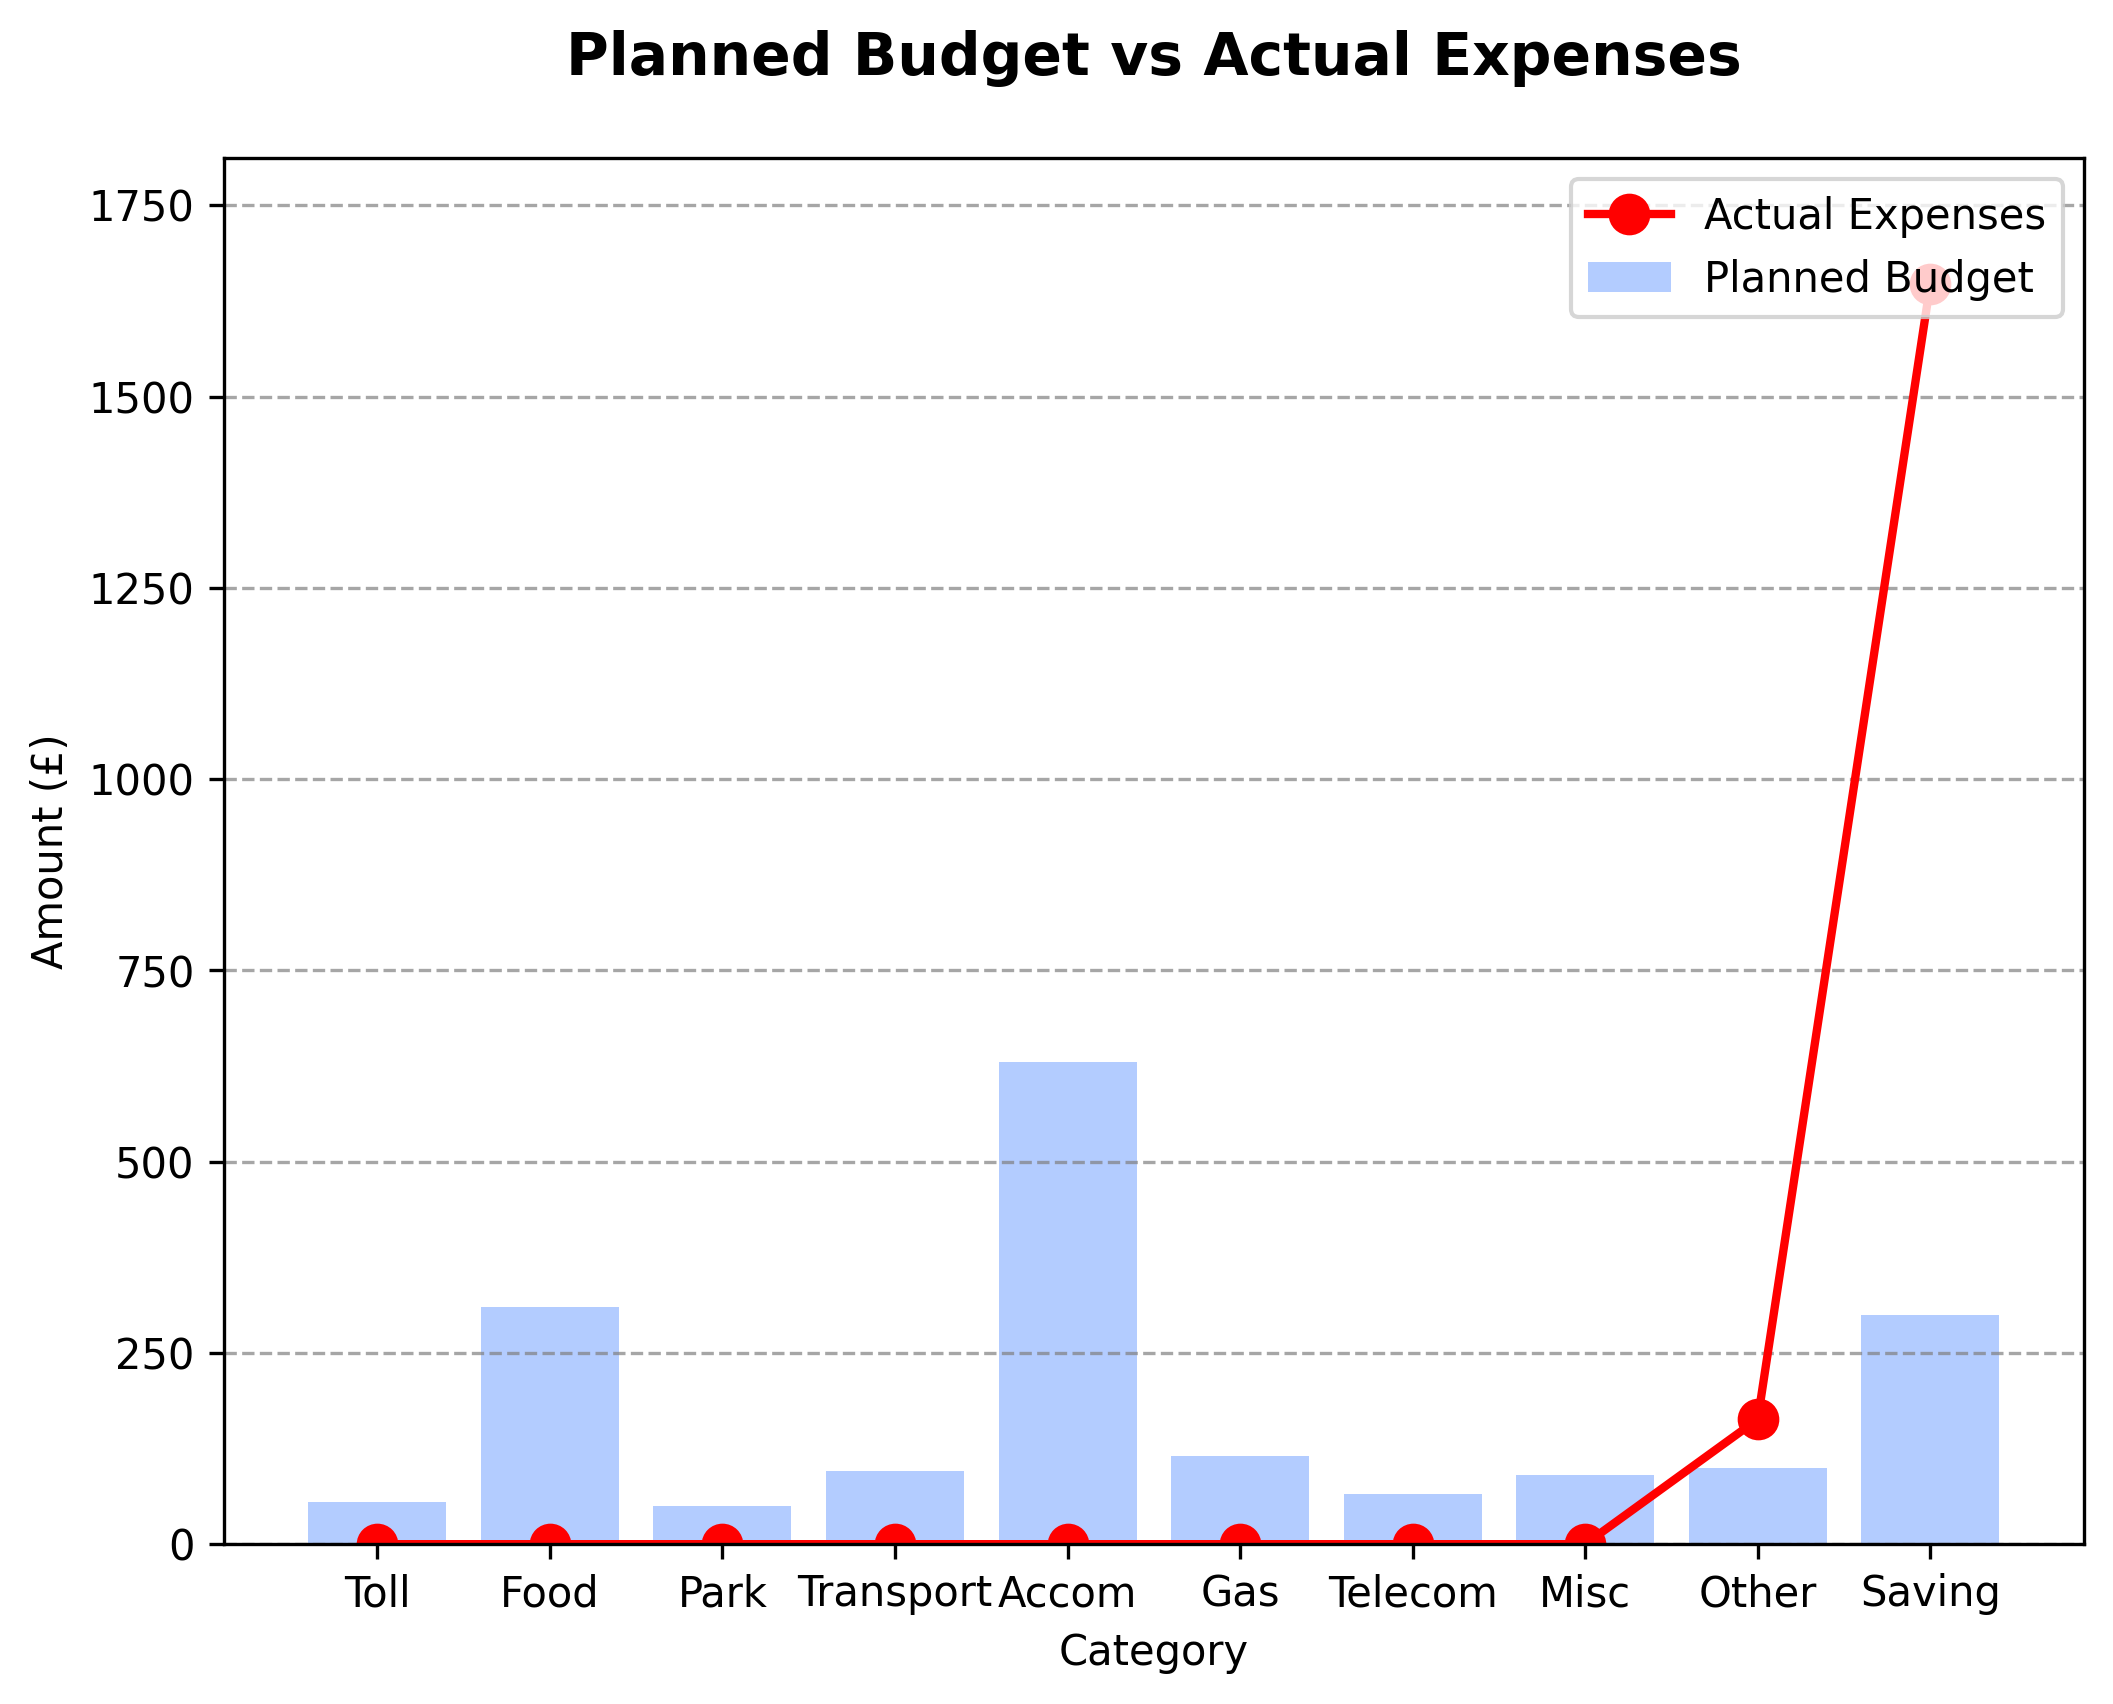 Planned Budget vs Actual Expenses
Actual Expenses
Planned Budget
Amount (£)
1750
1500
1250
1000
750
500
250
0
Toll Food Park Transport Accom Gas Telecom Misc Other Saving
Category